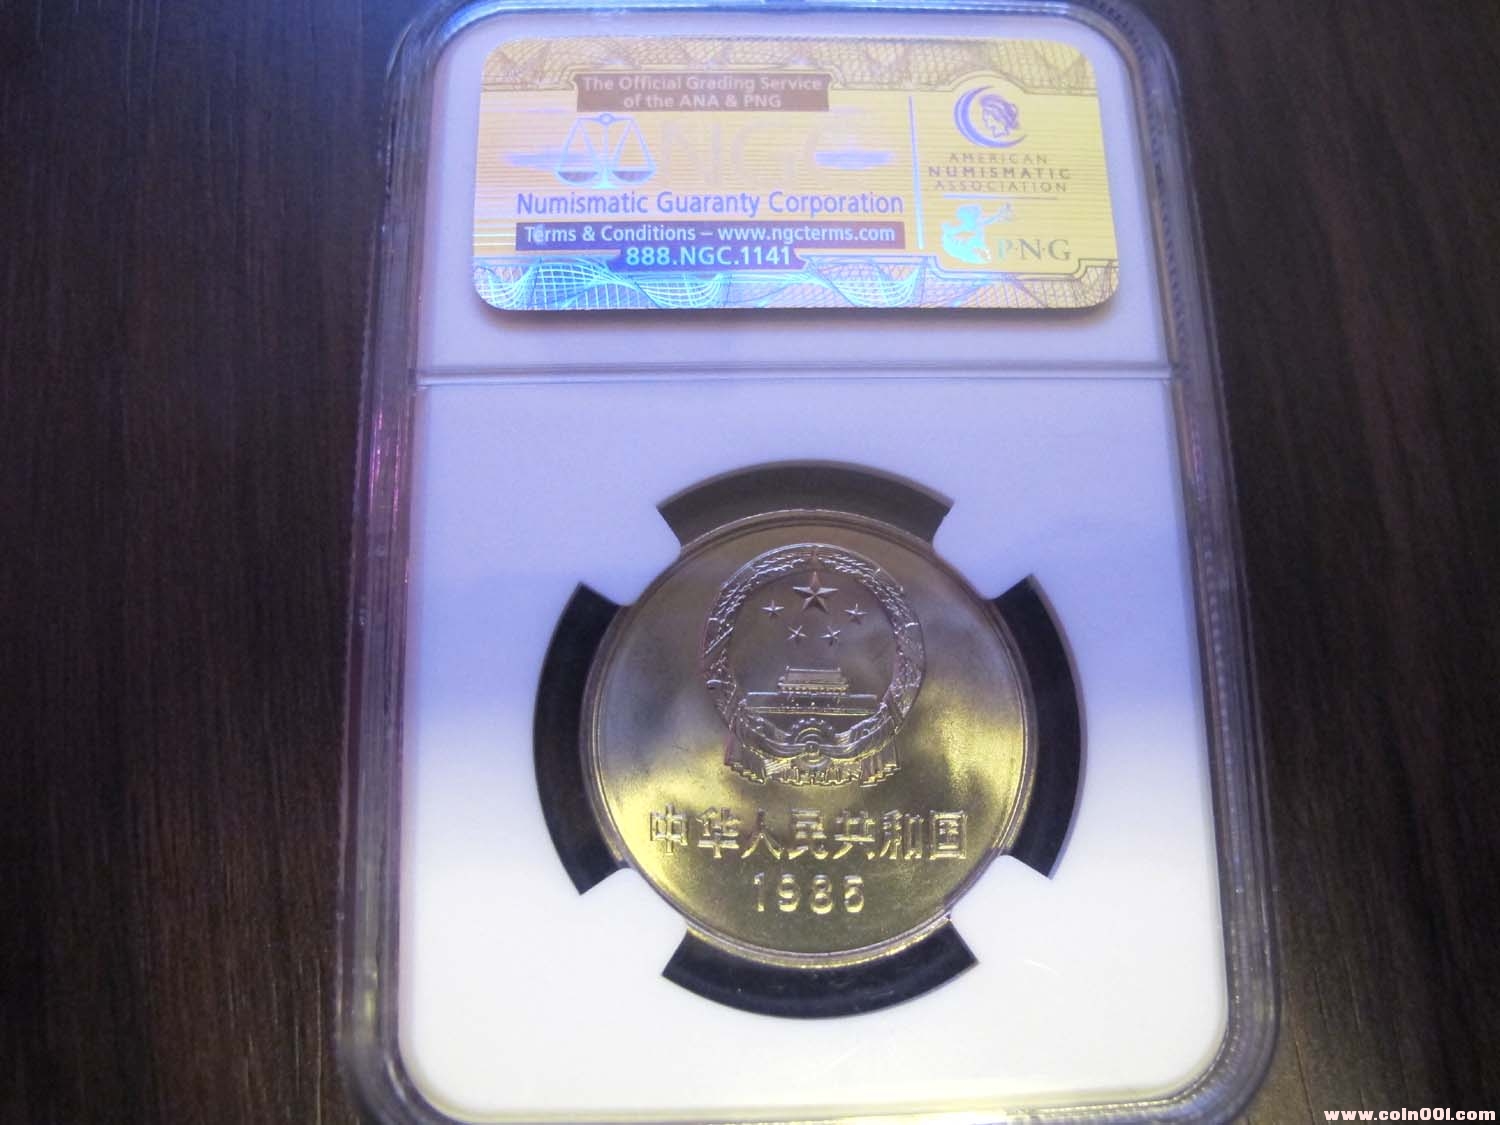 The Official Grading Service
of the ANA & PNG
NGC
Numismatic Guaranty Corporation
Terms & Conditions – www.ngcterms.com
888.NGC.1141
AMERICAN
NUMISMATIC
ASSOCIATION
P·N·G
中华人民共和国
1985
www.coin001.com